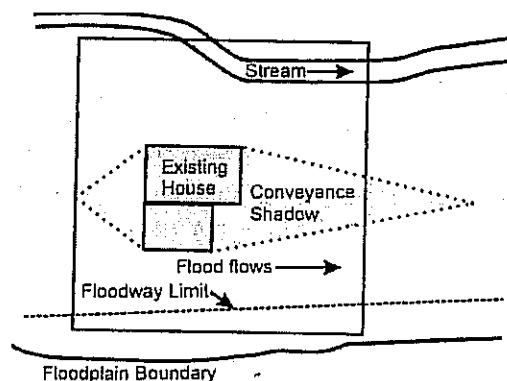 Stream
Existing
House
Conveyance
Shadow
Flood flows
Floodway Limit
Floodplain Boundary